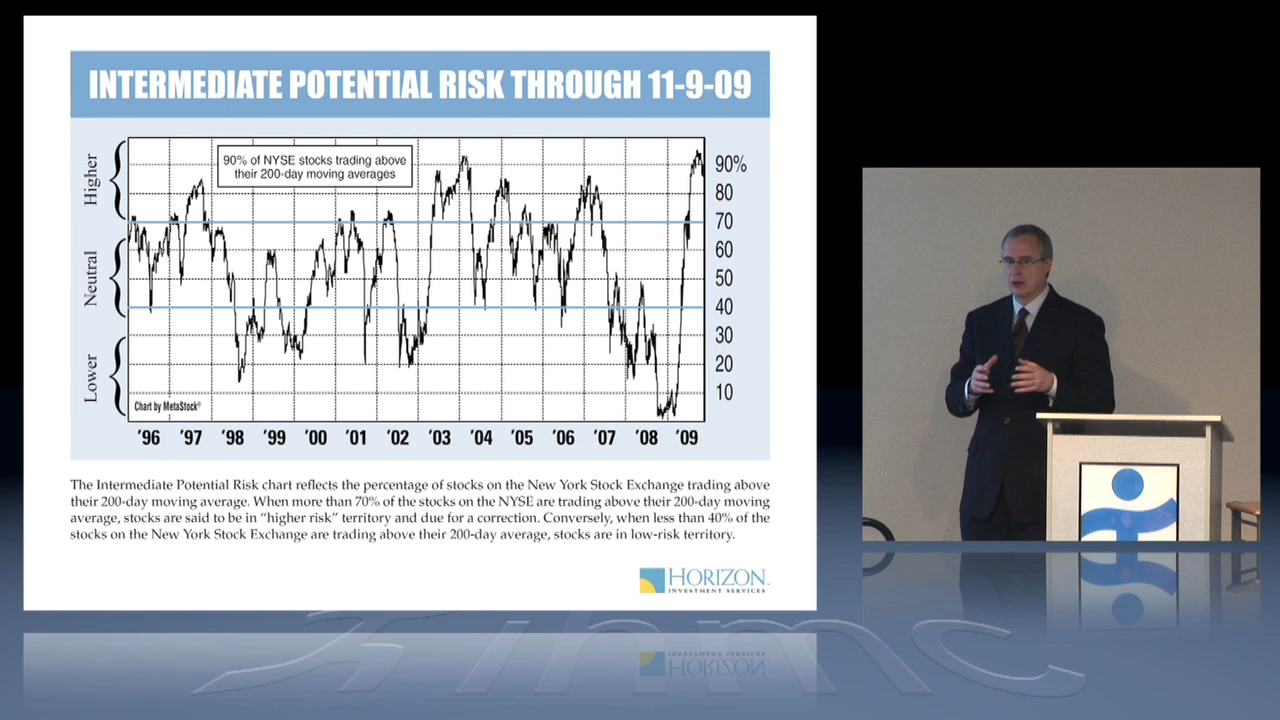 INTERMEDIATE POTENTIAL RISK THROUGH 11-9-09
Higher
Neutral
Lower
90% of NYSE stocks trading above
their 200-day moving averages
90%
80
70
60
50
40
30
20
10
Chart by MetaStock®
'96 '97 '98 '99 '00 '01 '02 '03 '04 '05 '06 '07 '08 '09
The Intermediate Potential Risk chart reflects the percentage of stocks on the New York Stock Exchange trading above
their 200-day moving average. When more than 70% of the stocks on the NYSE are trading above their 200-day moving
average, stocks are said to be in “higher risk” territory and due for a correction. Conversely, when less than 40% of the
stocks on the New York Stock Exchange are trading above their 200-day average, stocks are in low-risk territory.
HORIZON
INVESTMENT SERVICES
ihmc